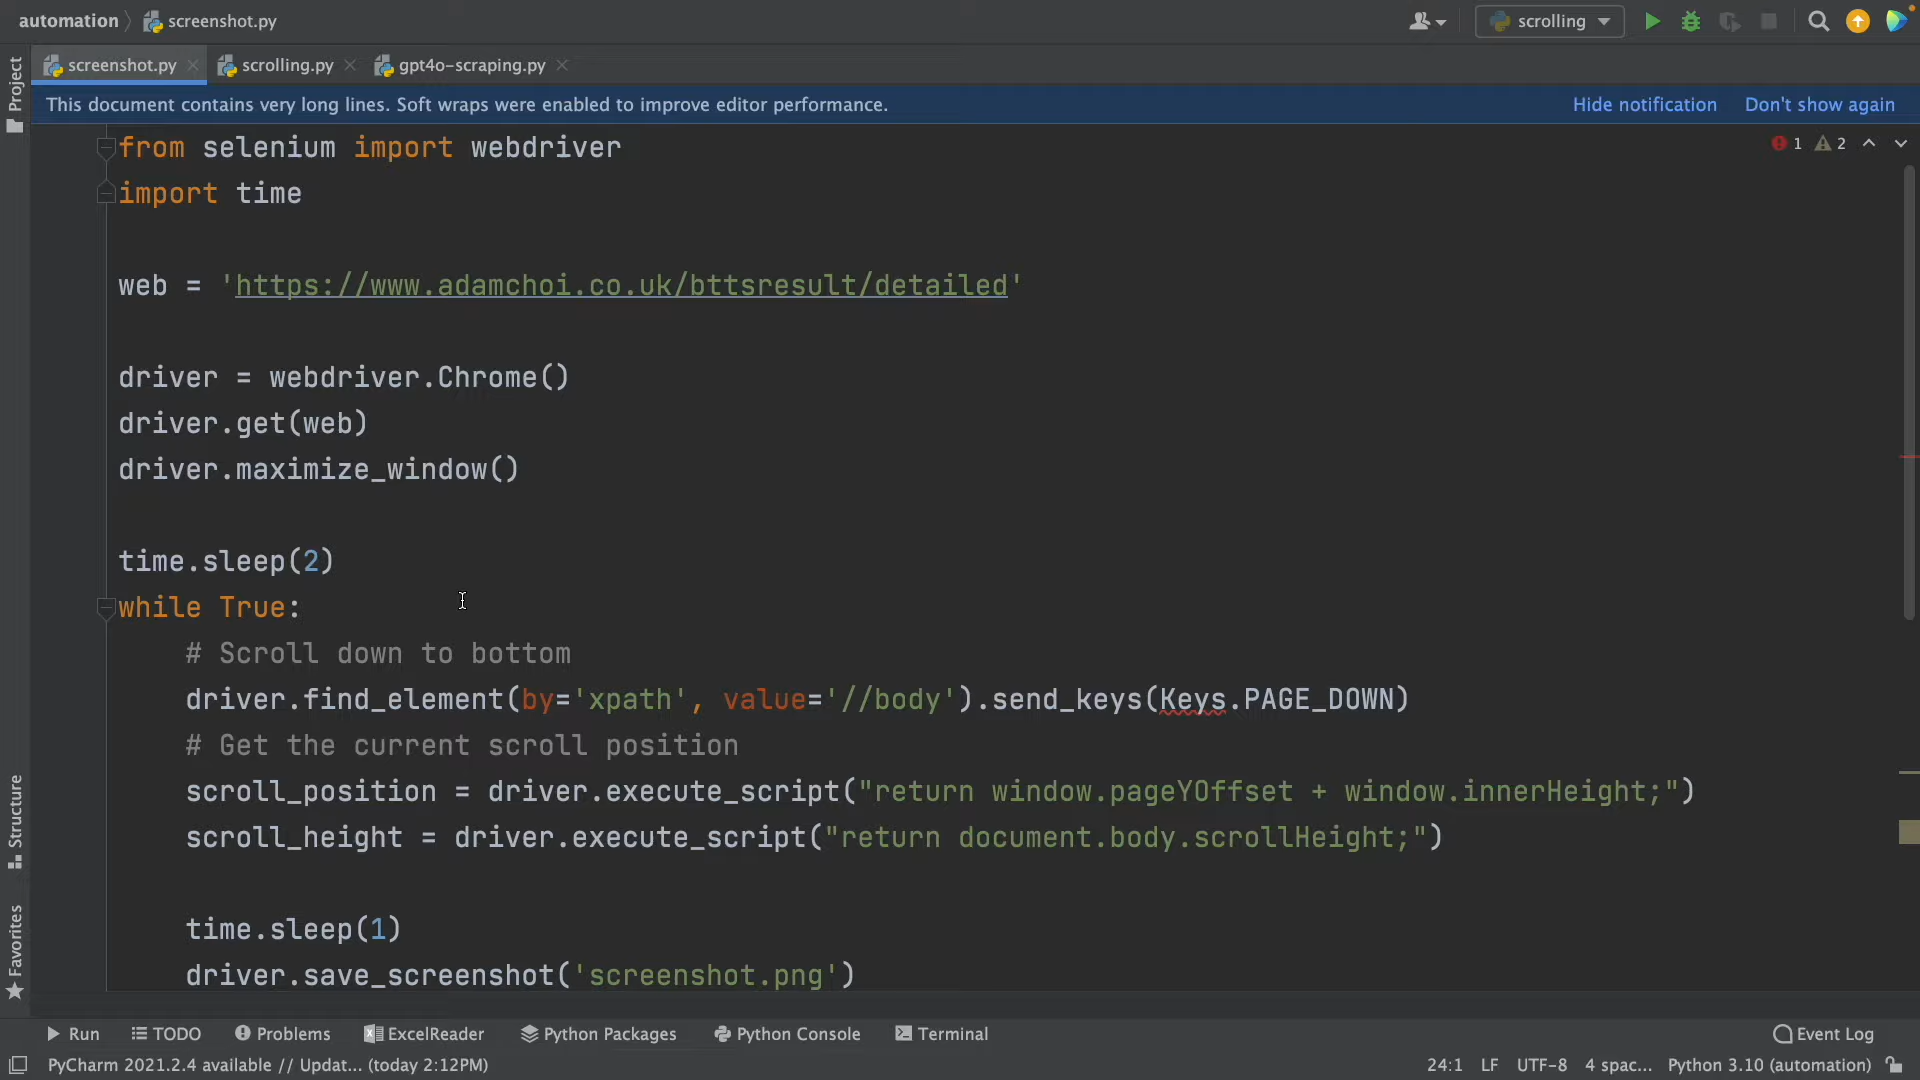 automation
screenshot.py
scrolling
screenshot.py
scrolling.py
gpt4o-scraping.py
Project
This document contains very long lines. Soft wraps were enabled to improve editor performance.
Hide notification
Don't show again
1
2
from selenium import webdriver
import time
web = 'https://www.adamchoi.co.uk/bttsresult/detailed'
driver = webdriver.Chrome()
driver.get(web)
driver.maximize_window()
time.sleep(2)
while True:
# Scroll down to bottom
driver.find_element(by='xpath', value='//body').send_keys(Keys.PAGE_DOWN)
# Get the current scroll position
scroll_position = driver.execute_script("return window.pageYOffset + window.innerHeight;")
scroll_height = driver.execute_script("return document.body.scrollHeight;")
time.sleep(1)
driver.save_screenshot('screenshot.png')
Structure
Favorites
Run
TODO
Problems
ExcelReader
Python Packages
Python Console
Terminal
Event Log
PyCharm 2021.2.4 available // Updat... (today 2:12PM)
24:1
LF
UTF-8
4 spac...
Python 3.10 (automation)